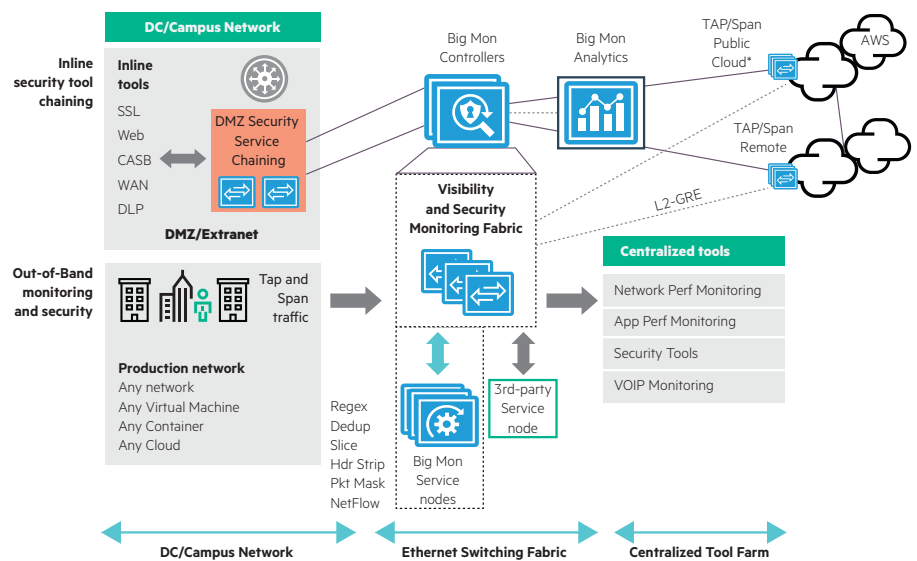 DC/Campus Network
Inline
security tool
chaining
Inline
tools
SSL
Web
CASB
WAN
DLP
DMZ Security
Service
Chaining
DMZ/Extranet
Big Mon
Controllers
Big Mon
Analytics
TAP/Span
Public
Cloud*
AWS
TAP/Span
Remote
L2-GRE
Visibility
and Security
Monitoring Fabric
Out-of-Band
monitoring
and security
Tap and
Span
traffic
Production network
Any network
Any Virtual Machine
Any Container
Any Cloud
Regex
Dedup
Slice
Hdr Strip
Pkt Mask
NetFlow
Big Mon
Service
nodes
3rd-party
Service
node
Centralized tools
Network Perf Monitoring
App Perf Monitoring
Security Tools
VOIP Monitoring
DC/Campus Network
Ethernet Switching Fabric
Centralized Tool Farm